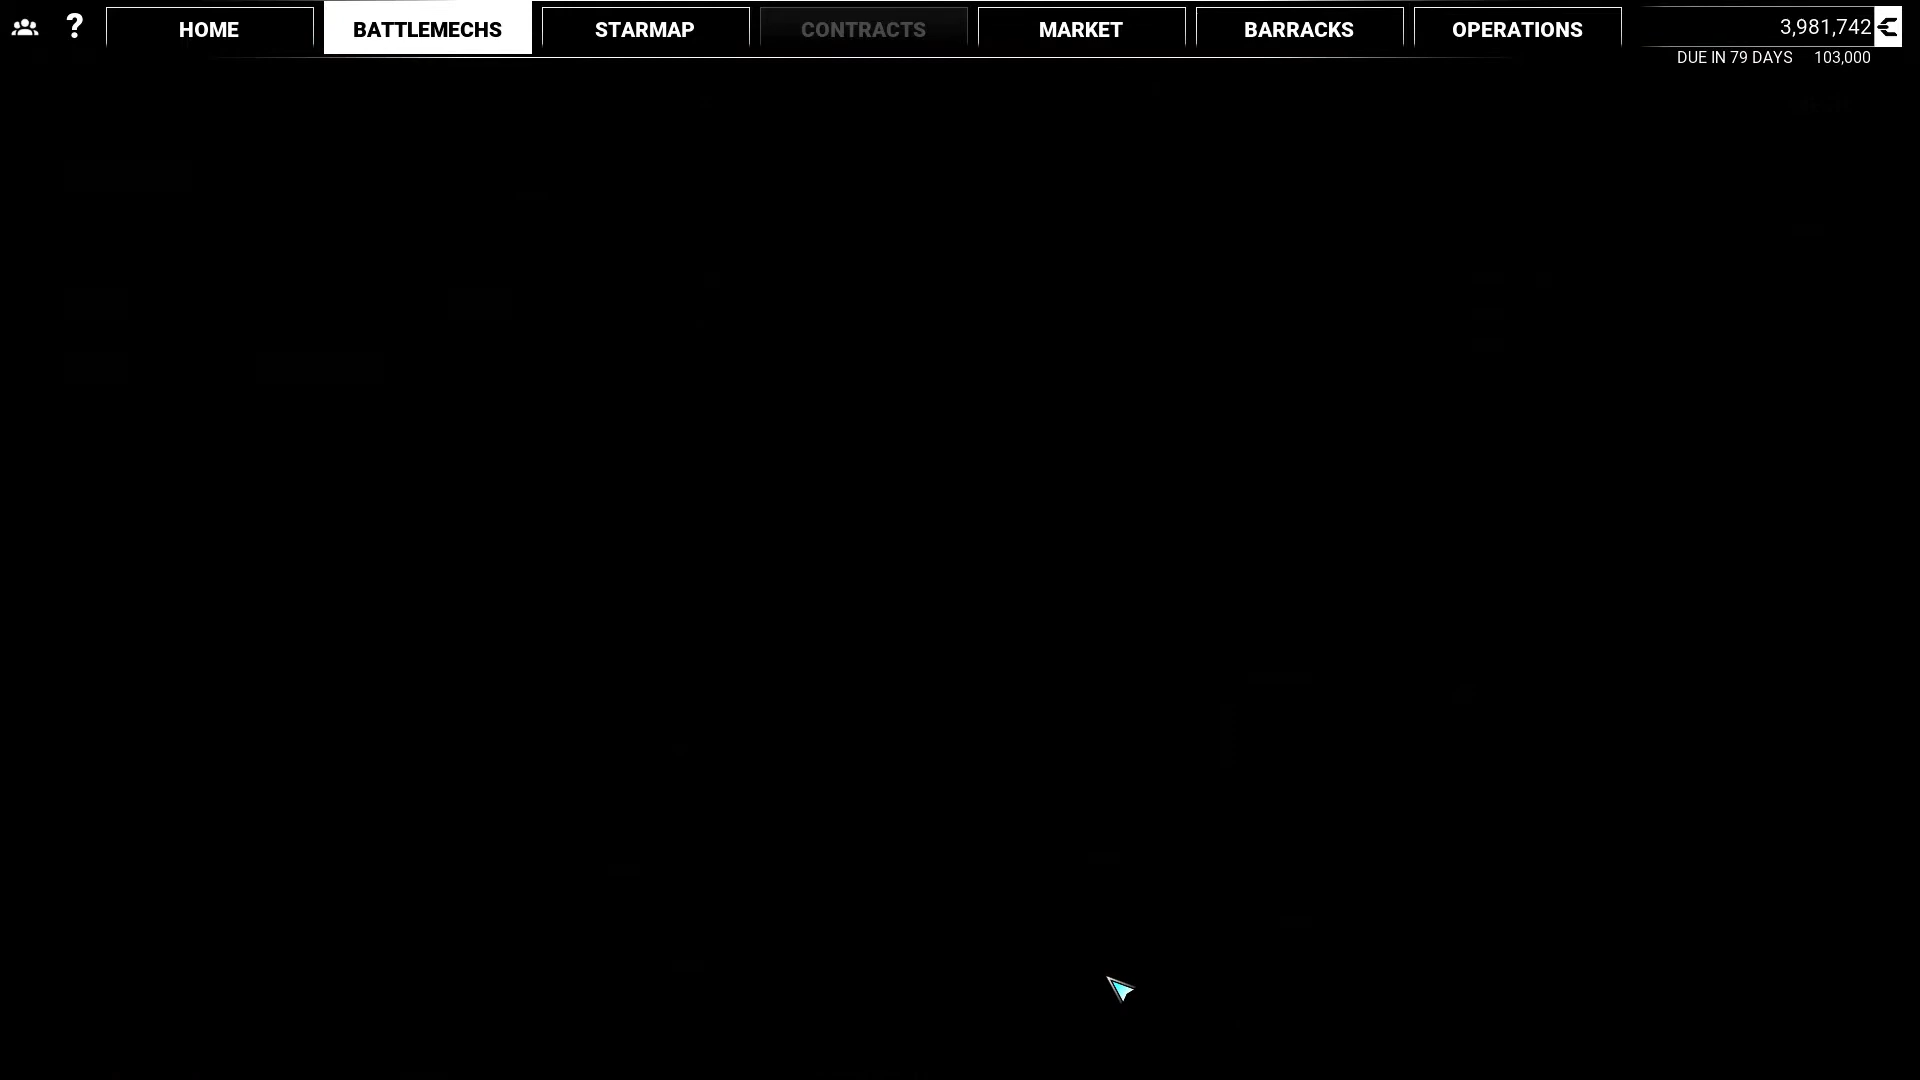 ?
HOME
BATTLEMECHS
STARMAP
CONTRACTS
MARKET
BARRACKS
OPERATIONS
3,981,742
DUE IN 79 DAYS 103,000